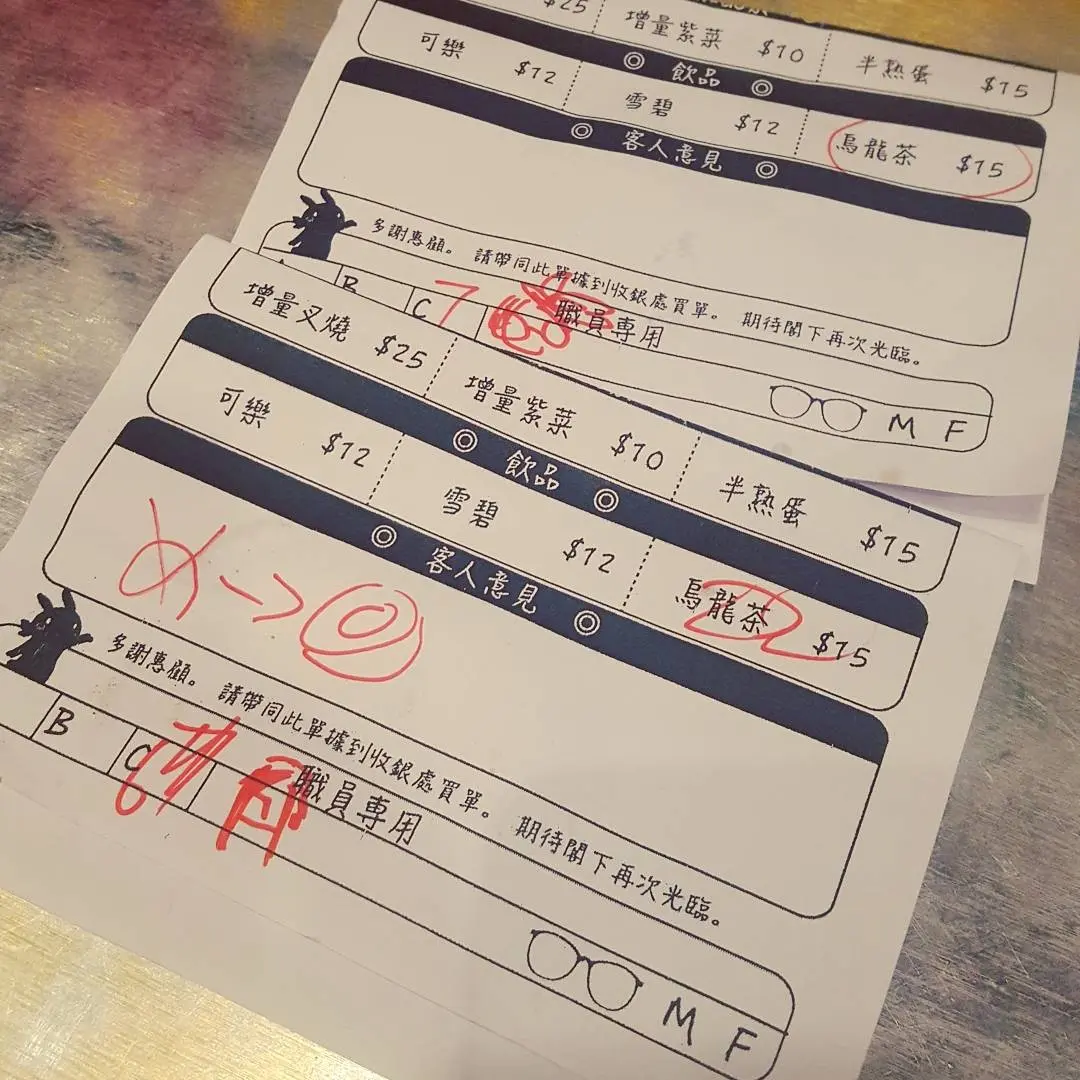 $25 增量紫菜 $10 半熟蛋 $15
◎ 飲品 ◎
可樂 $12 雪碧 $12 烏龍茶 $15
◎ 客人意見 ◎
多謝惠顧。 請帶同此單據到收銀處買單。 期待閣下再次光臨。
B C 7 職員專用 M F
增量叉燒 $25 增量紫菜 $10 半熟蛋 $15
◎ 飲品 ◎
可樂 $12 雪碧 $12 烏龍茶 $15
◎ 客人意見 ◎
多謝惠顧。 請帶同此單據到收銀處買單。 期待閣下再次光臨。
B C 職員專用 M F